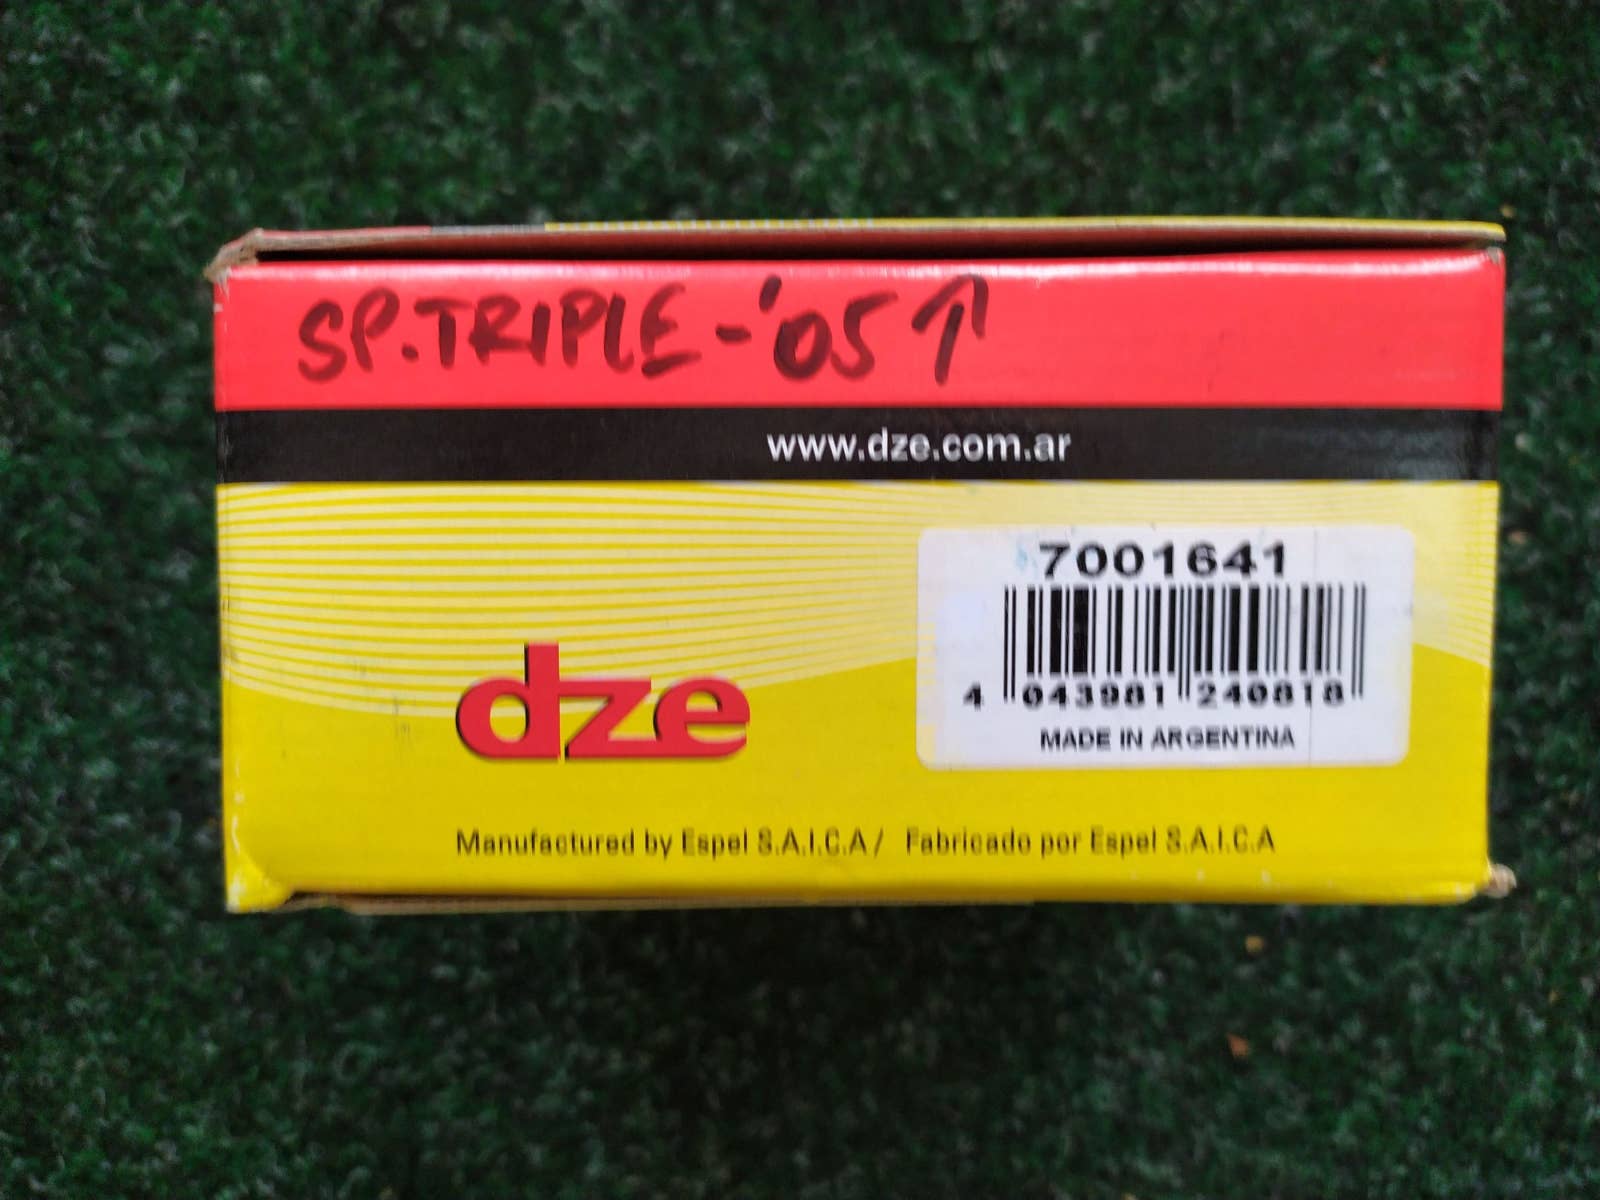 SP.TRIPLE-'05↑
www.dze.com.ar
7001641
4 043981 240818
MADE IN ARGENTINA
dze
Manufactured by Espel S.A.I.C.A / Fabricado por Espel S.A.I.C.A